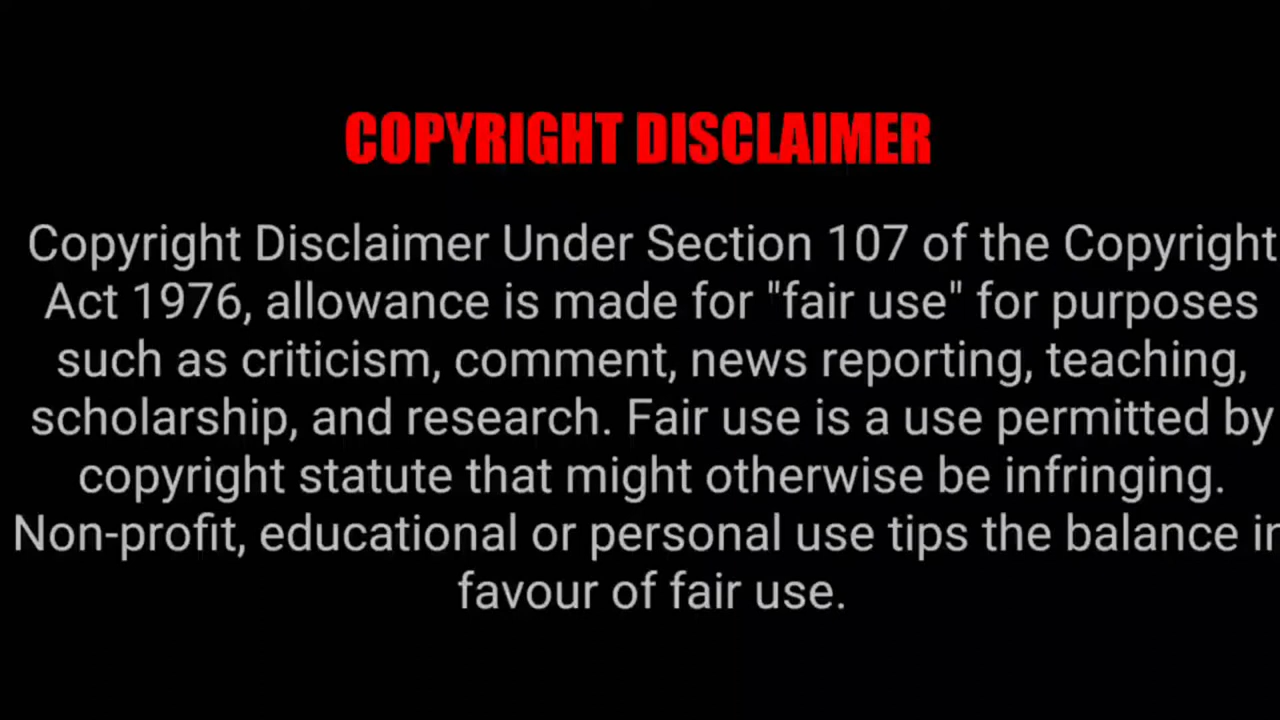 COPYRIGHT DISCLAIMER
Copyright Disclaimer Under Section 107 of the Copyright
Act 1976, allowance is made for "fair use" for purposes
such as criticism, comment, news reporting, teaching,
scholarship, and research. Fair use is a use permitted by
copyright statute that might otherwise be infringing.
Non-profit, educational or personal use tips the balance in
favour of fair use.